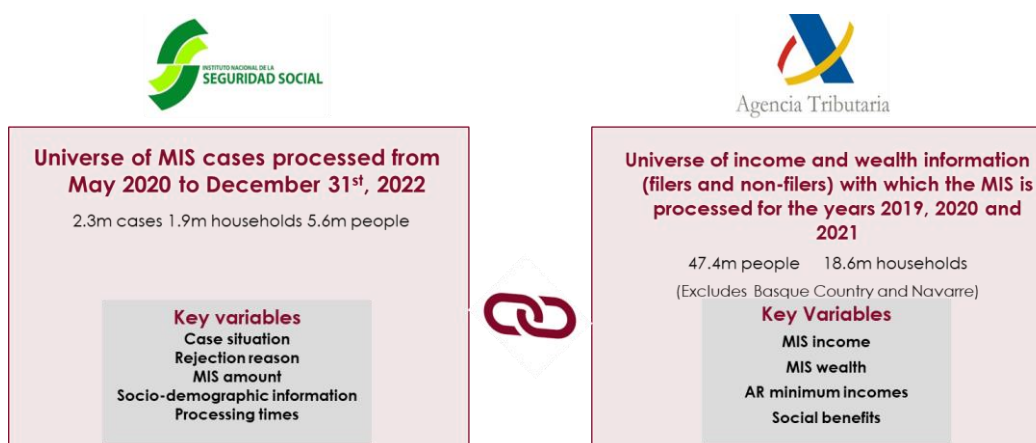 INSTITUTO NACIONAL DE LA
SEGURIDAD SOCIAL
Universe of MIS cases processed from
May 2020 to December 31st, 2022
2.3m cases 1.9m households 5.6m people
Key variables
Case situation
Rejection reason
MIS amount
Socio-demographic information
Processing times
Agencia Tributaria
Universe of income and wealth information
(filers and non-filers) with which the MIS is
processed for the years 2019, 2020 and
2021
47.4m people 18.6m households
(Excludes Basque Country and Navarre)
Key Variables
MIS income
MIS wealth
AR minimum incomes
Social benefits